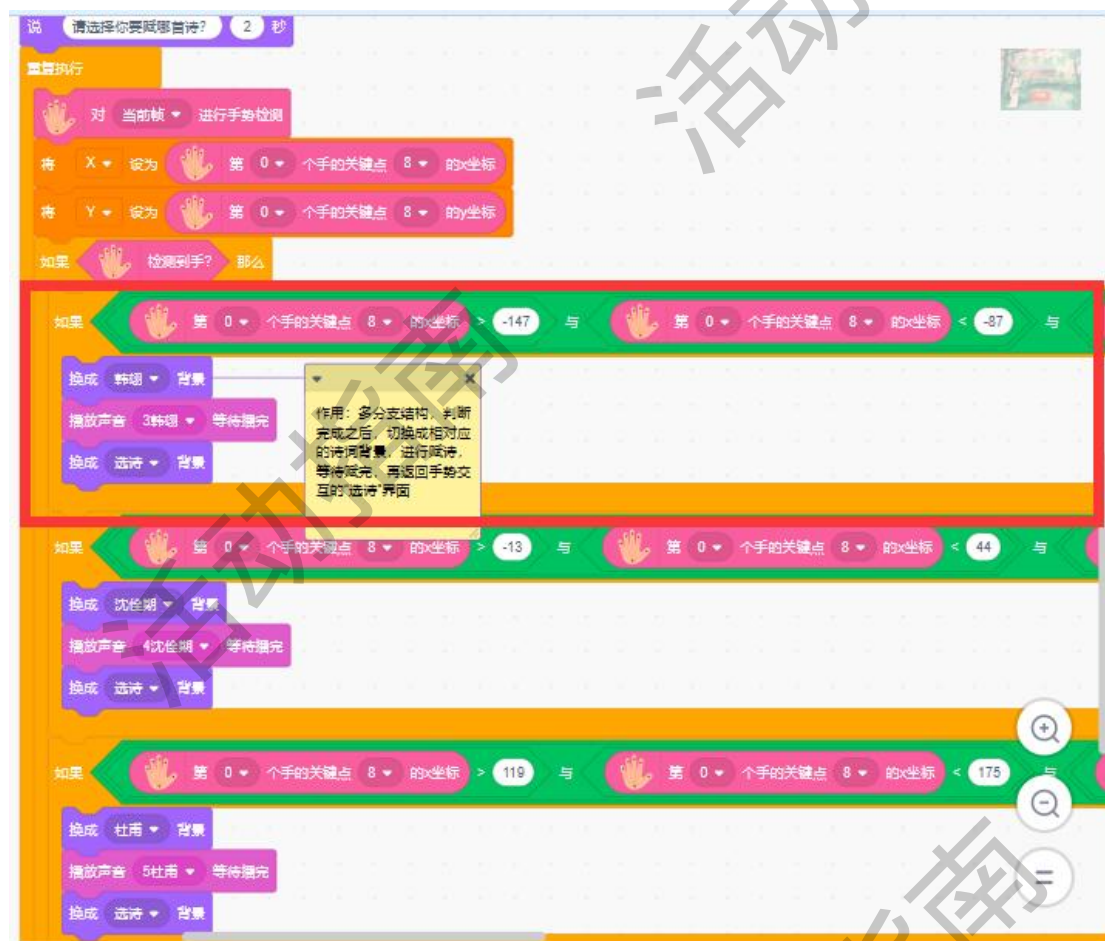 说 请选择你要赋哪首诗？ 2 秒
重复执行
对 当前帧 进行手势检测
将 X 设为 第 0 个手的关键点 8 的x坐标
将 Y 设为 第 0 个手的关键点 8 的y坐标
如果 检测到手? 那么
如果 第 0 个手的关键点 8 的x坐标 > -147 与 第 0 个手的关键点 8 的x坐标 < -87 与
换成 韩翃 背景
播放声音 3韩翃 等待播完
换成 选诗 背景
作用：多分支结构，判断
完成之后，切换成相对应
的诗词背景，进行赋诗，
等待赋完，再返回手势交
互的"选诗"界面
如果 第 0 个手的关键点 8 的x坐标 > -13 与 第 0 个手的关键点 8 的x坐标 < 44 与
换成 沈佺期 背景
播放声音 4沈佺期 等待播完
换成 选诗 背景
如果 第 0 个手的关键点 8 的x坐标 > 119 与 第 0 个手的关键点 8 的x坐标 < 175 与
换成 杜甫 背景
播放声音 5杜甫 等待播完
换成 选诗 背景
活动
活动指南
指南